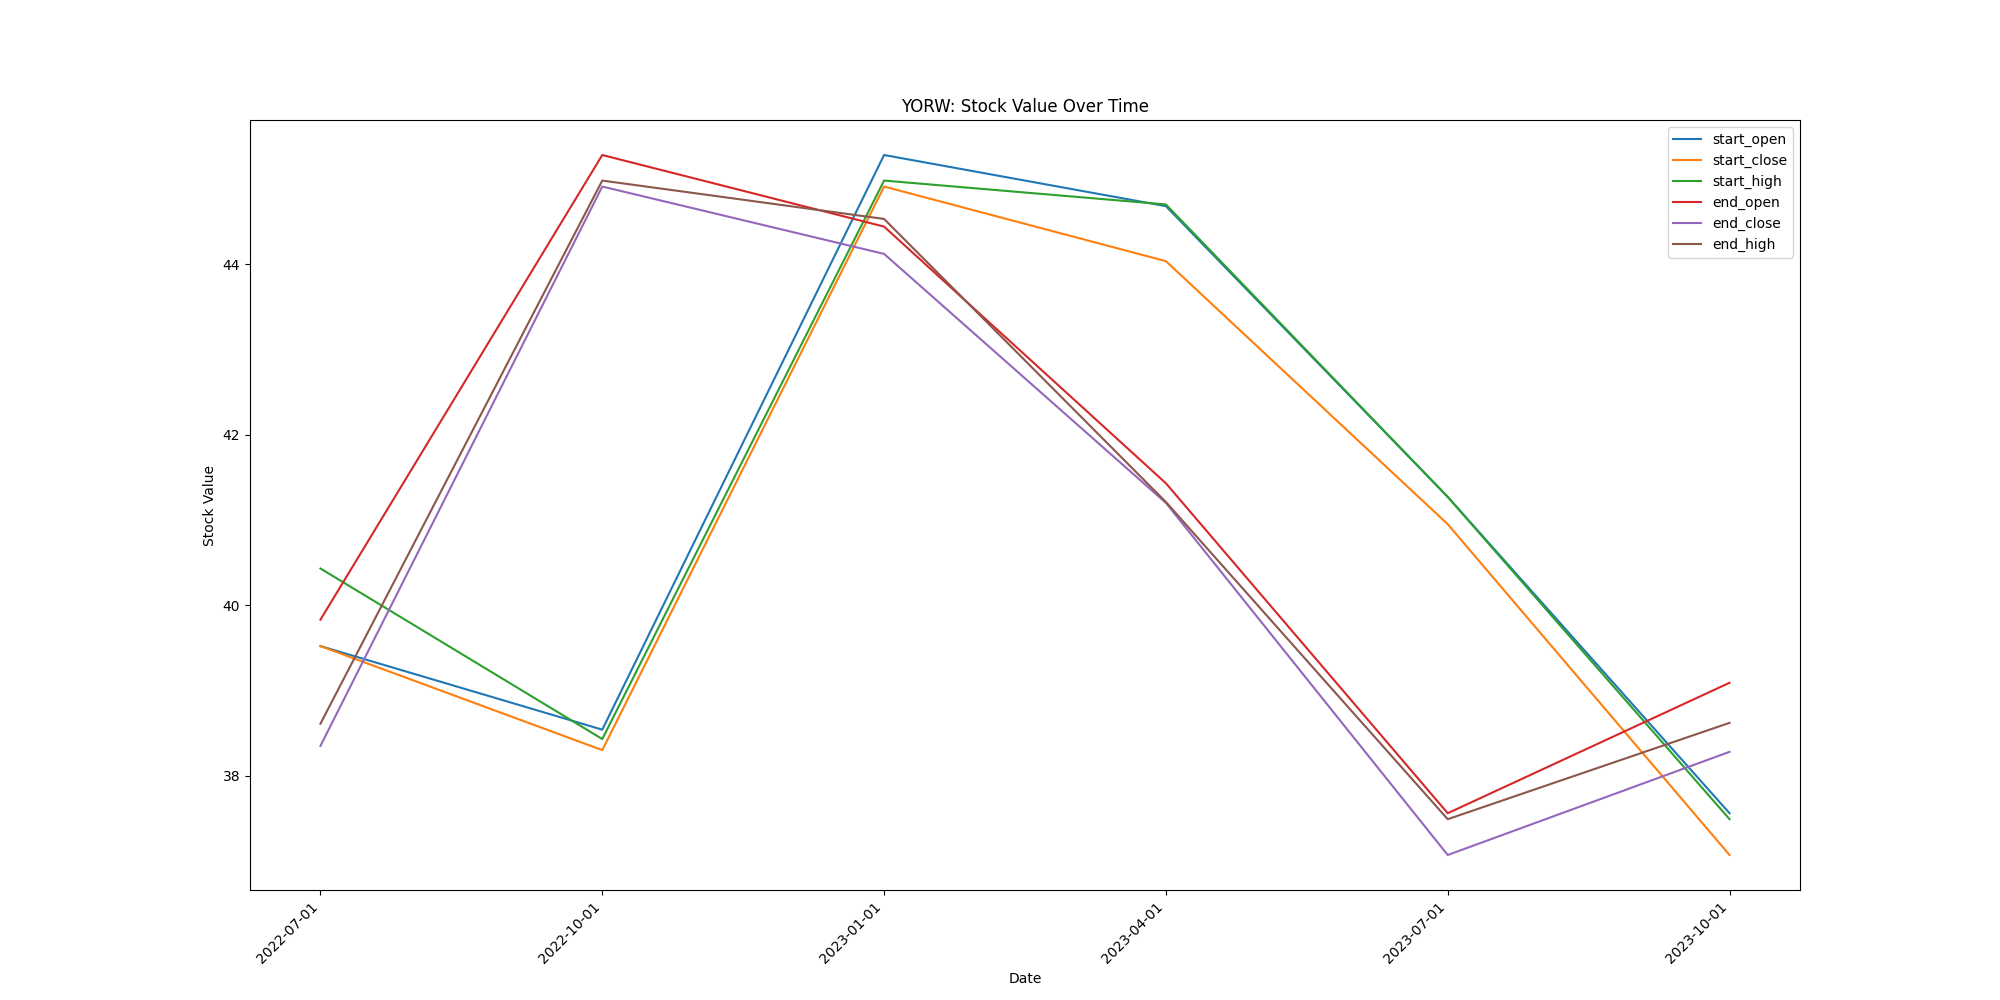 YORW: Stock Value Over Time
start_open
start_close
start_high
end_open
end_close
end_high
44
42
40
38
Stock Value
2022-07-01
2022-10-01
2023-01-01
2023-04-01
2023-07-01
2023-10-01
Date